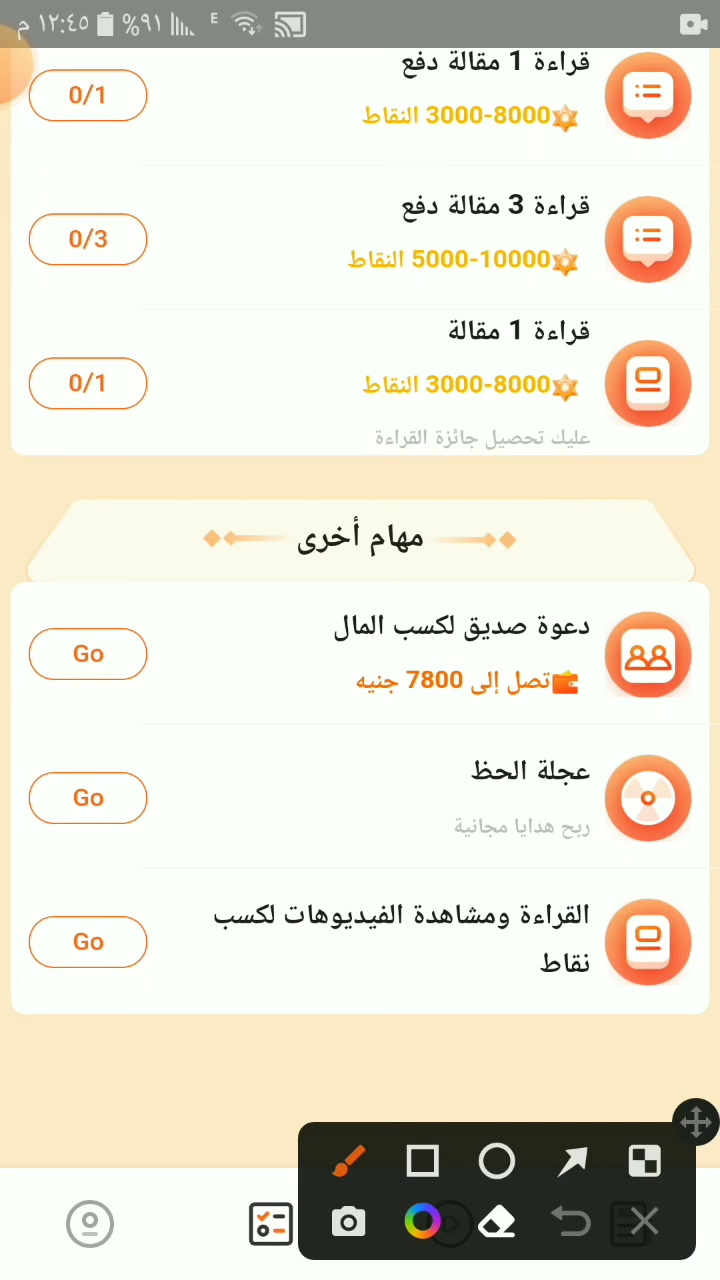 م ١٢:٤٥ %٩١ E
قراءة 1 مقالة دفع
3000-8000 النقاط
0/1
قراءة 3 مقالة دفع
5000-10000 النقاط
0/3
قراءة 1 مقالة
3000-8000 النقاط
عليك تحصيل جائزة القراءة
0/1
مهام أخرى
دعوة صديق لكسب المال
تصل إلى 7800 جنيه
Go
عجلة الحظ
ربح هدايا مجانية
Go
القراءة ومشاهدة الفيديوهات لكسب
نقاط
Go